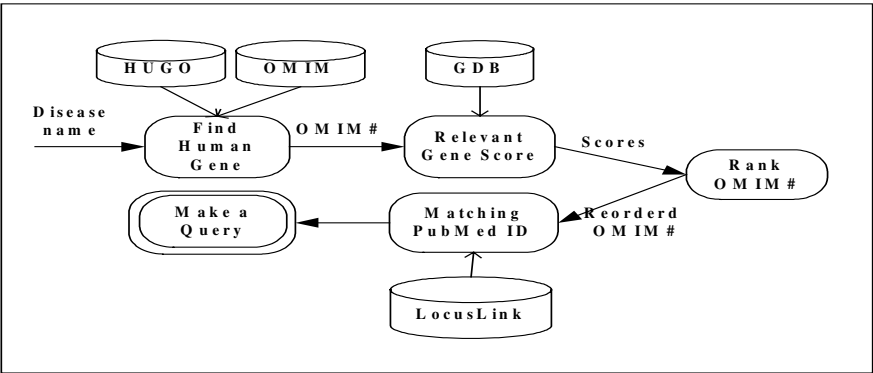 HUGO
OMIM
GDB
Disease
name
Find
Human
Gene
OMIM#
Relevant
Gene Score
Scores
Rank
OMIM#
Make a
Query
Matching
PubMed ID
Reorderd
OMIM#
LocusLink